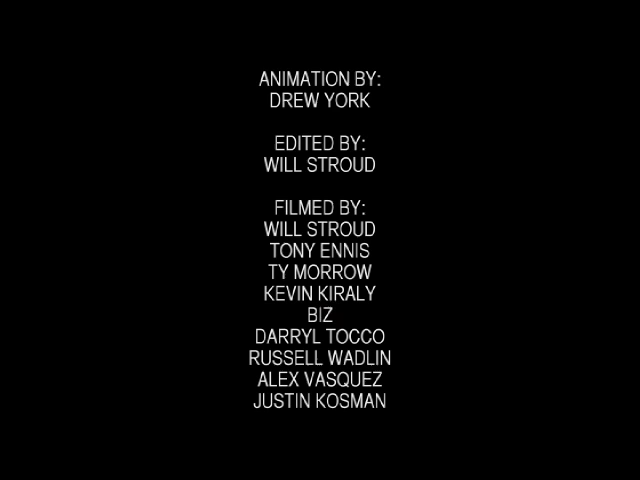 ANIMATION BY:
DREW YORK
EDITED BY:
WILL STROUD
FILMED BY:
WILL STROUD
TONY ENNIS
TY MORROW
KEVIN KIRALY
BIZ
DARRYL TOCCO
RUSSELL WADLIN
ALEX VASQUEZ
JUSTIN KOSMAN